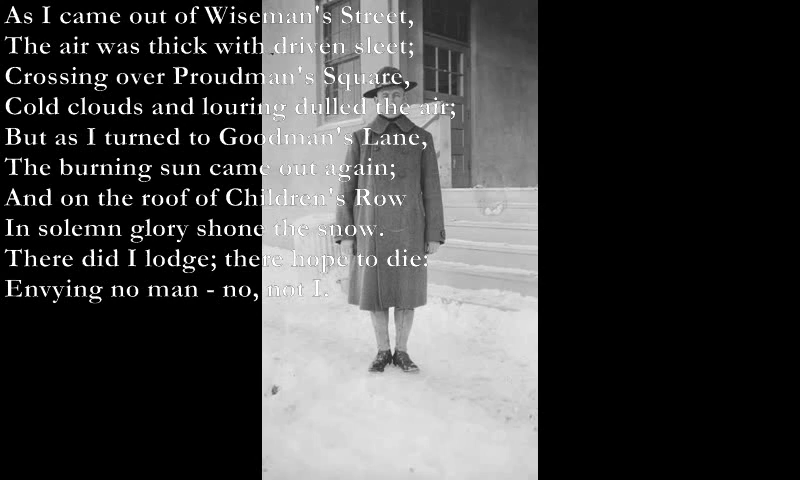 As I came out of Wiseman's Street,
The air was thick with driven sleet;
Crossing over Proudman's Square,
Cold clouds and louring dulled the air;
But as I turned to Goodman's Lane,
The burning sun came out again;
And on the roof of Children's Row
In solemn glory shone the snow.
There did I lodge; there hope to die:
Envying no man - no, not I.